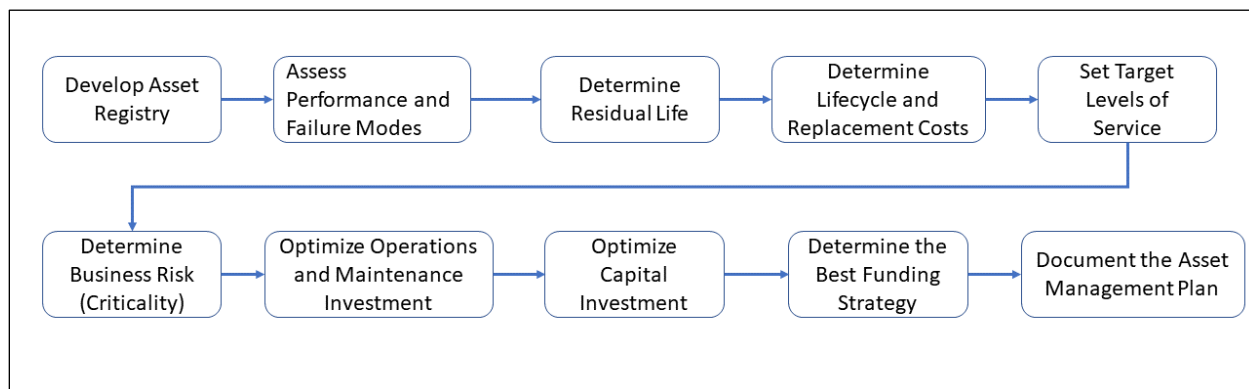 Develop Asset
Registry
Assess
Performance and
Failure Modes
Determine
Residual Life
Determine
Lifecycle and
Replacement Costs
Set Target
Levels of
Service
Determine
Business Risk
(Criticality)
Optimize Operations
and Maintenance
Investment
Optimize
Capital
Investment
Determine the
Best Funding
Strategy
Document the Asset
Management Plan